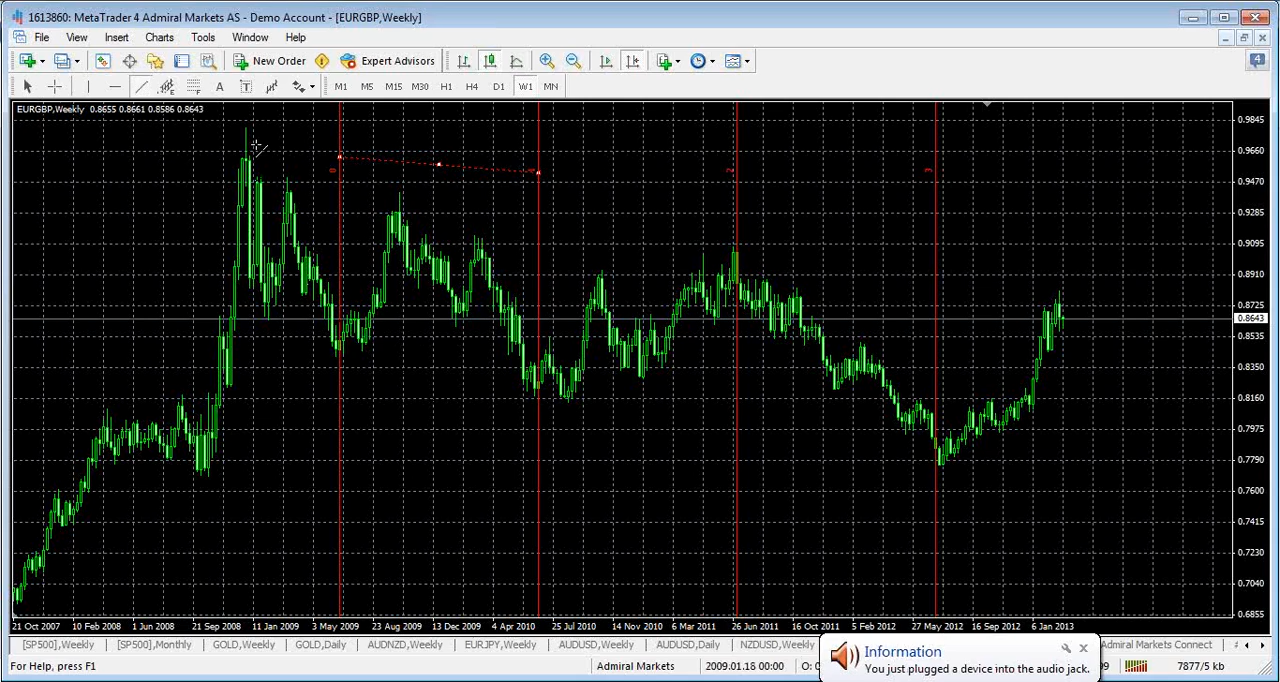 1613860: MetaTrader 4 Admiral Markets AS - Demo Account - [EURGBP,Weekly]
File View Insert Charts Tools Window Help
New Order Expert Advisors 4
A T M1 M5 M15 M30 H1 H4 D1 W1 MN
EURGBP,Weekly 0.8655 0.8661 0.8586 0.8643
0.9845
0.9660
0 1 2 3
0.9470
0.9285
0.9095
0.8910
0.8725
0.8643
0.8535
0.8350
0.8160
0.7975
0.7790
0.7600
0.7415
0.7230
0.7040
0.6855
21 Oct 2007 10 Feb 2008 1 Jun 2008 21 Sep 2008 11 Jan 2009 3 May 2009 23 Aug 2009 13 Dec 2009 4 Apr 2010 25 Jul 2010 14 Nov 2010 6 Mar 2011 26 Jun 2011 16 Oct 2011 5 Feb 2012 27 May 2012 16 Sep 2012 6 Jan 2013
[SP500],Weekly [SP500],Monthly GOLD,Weekly GOLD,Daily AUDNZD,Weekly EURJPY,Weekly AUDUSD,Weekly AUDUSD,Daily NZDUSD,Weekly Admiral Markets Connect
Information
You just plugged a device into the audio jack.
For Help, press F1 Admiral Markets 2009.01.18 00:00 O: 0 99 7877/5 kb